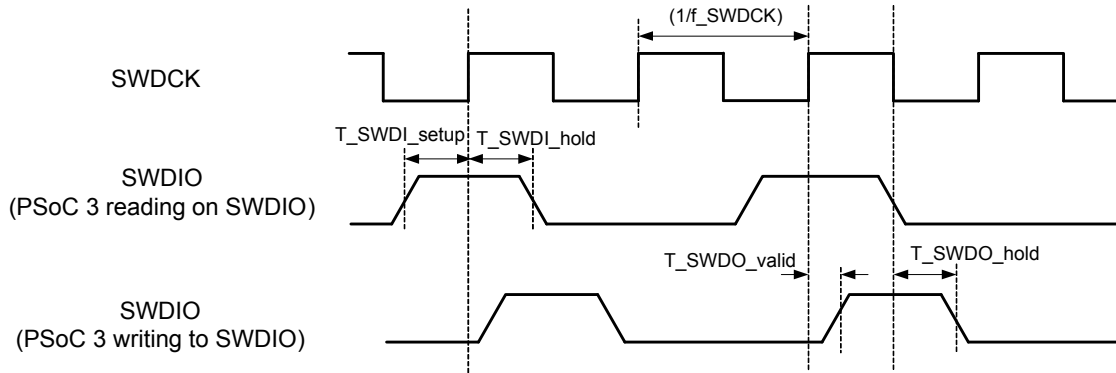 (1/f_SWDCK)
SWDCK
T_SWDI_setup
T_SWDI_hold
SWDIO
(PSoC 3 reading on SWDIO)
T_SWDO_valid
T_SWDO_hold
SWDIO
(PSoC 3 writing to SWDIO)